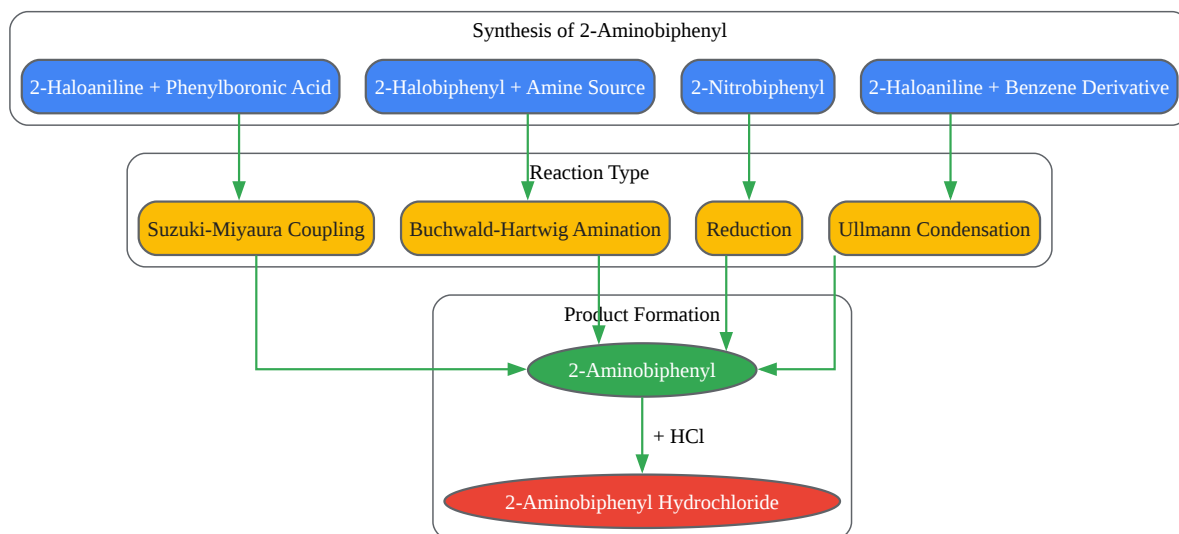 Synthesis of 2-Aminobiphenyl
2-Haloaniline + Phenylboronic Acid
2-Halobiphenyl + Amine Source
2-Nitrobiphenyl
2-Haloaniline + Benzene Derivative
Reaction Type
Suzuki-Miyaura Coupling
Buchwald-Hartwig Amination
Reduction
Ullmann Condensation
Product Formation
2-Aminobiphenyl
+ HCl
2-Aminobiphenyl Hydrochloride